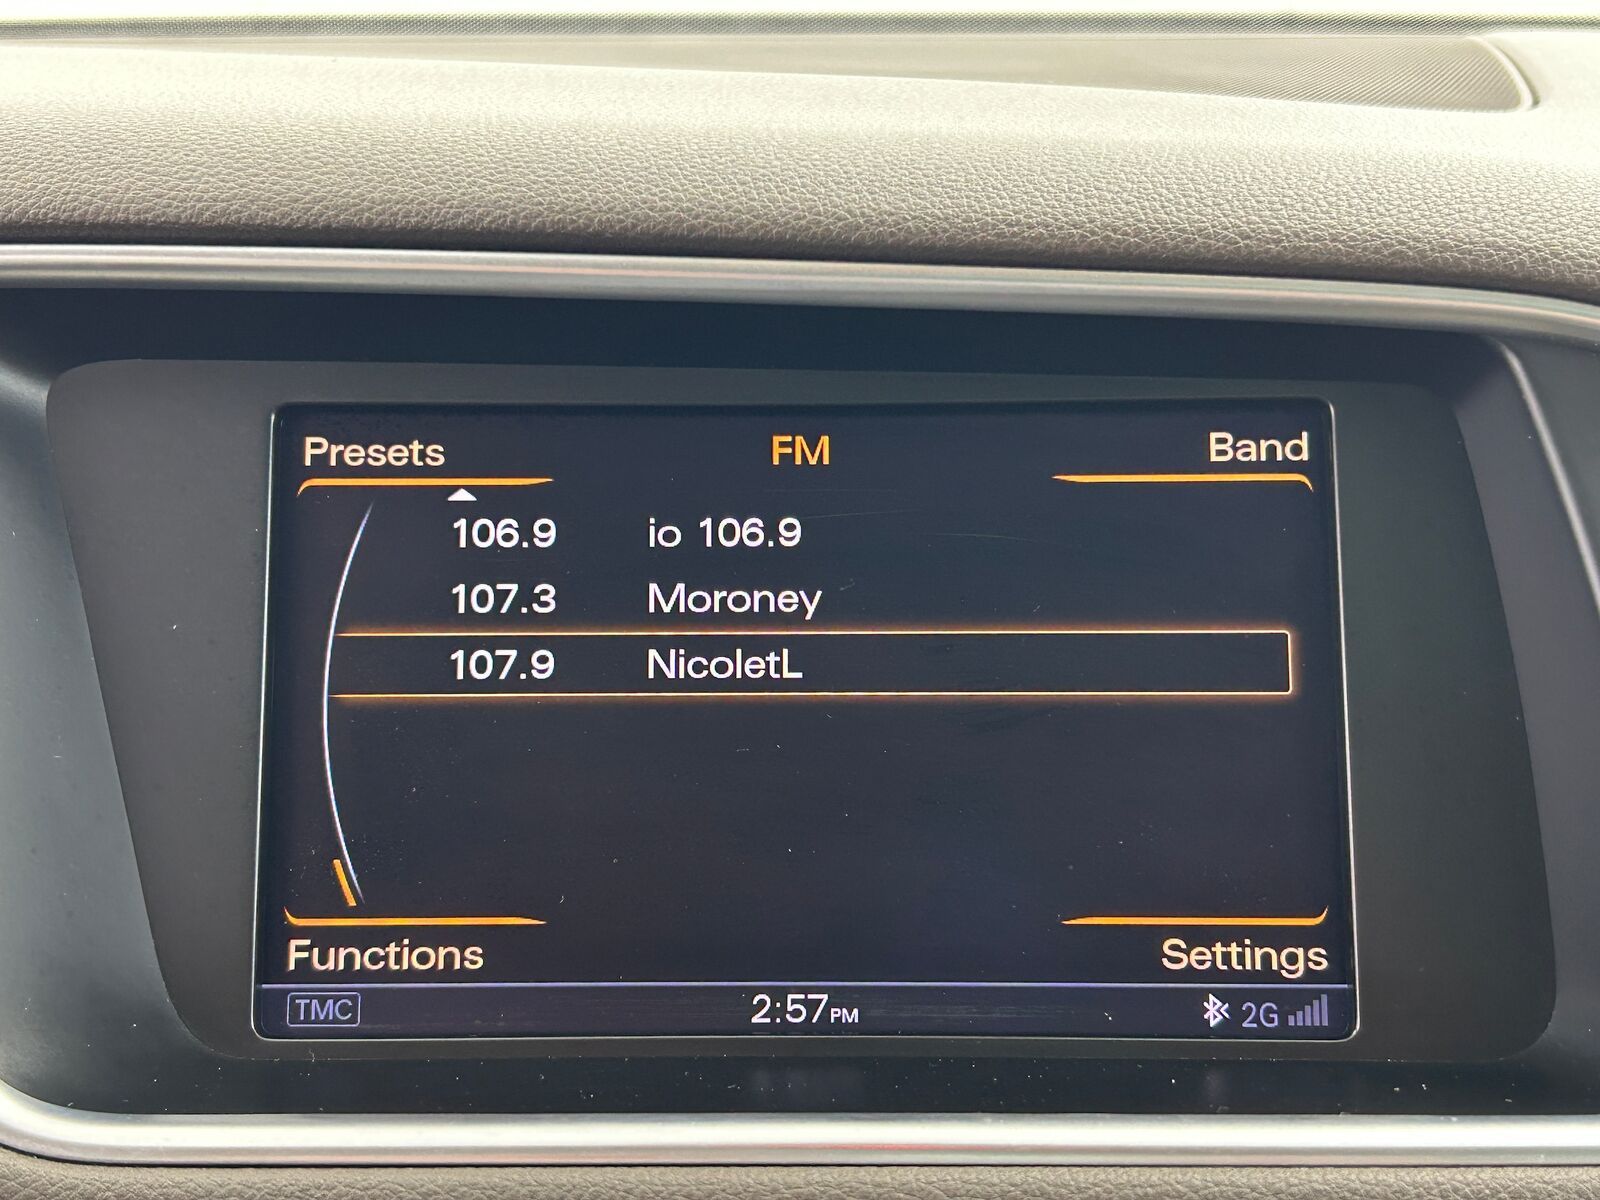 Presets FM Band
106.9 io 106.9
107.3 Moroney
107.9 NicoletL
Functions Settings
TMC 2:57PM 2G